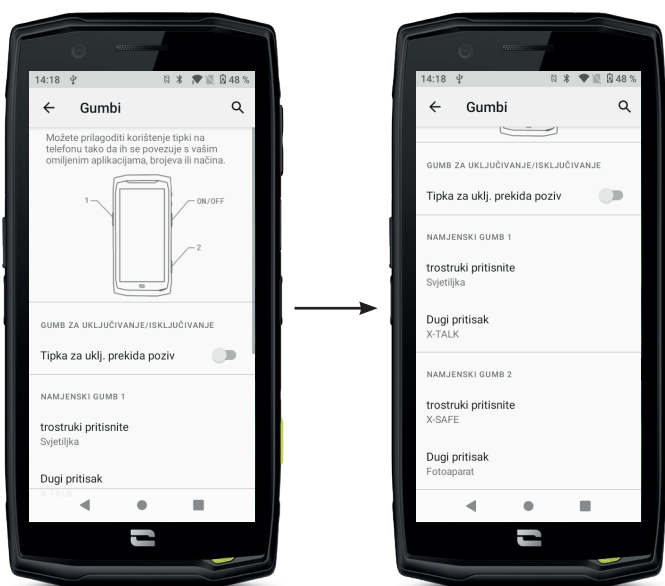 14:18 48 %
Gumbi
Možete prilagoditi korištenje tipki na
telefonu tako da ih se povezuje s vašim
omiljenim aplikacijama, brojeva ili načina.
1
ON/OFF
2
GUMB ZA UKLJUČIVANJE/ISKLJUČIVANJE
Tipka za uklj. prekida poziv
NAMJENSKI GUMB 1
trostruki pritisnite
Svjetiljka
Dugi pritisak
X-TALK
14:18 48 %
Gumbi
GUMB ZA UKLJUČIVANJE/ISKLJUČIVANJE
Tipka za uklj. prekida poziv
NAMJENSKI GUMB 1
trostruki pritisnite
Svjetiljka
Dugi pritisak
X-TALK
NAMJENSKI GUMB 2
trostruki pritisnite
X-SAFE
Dugi pritisak
Fotoaparat